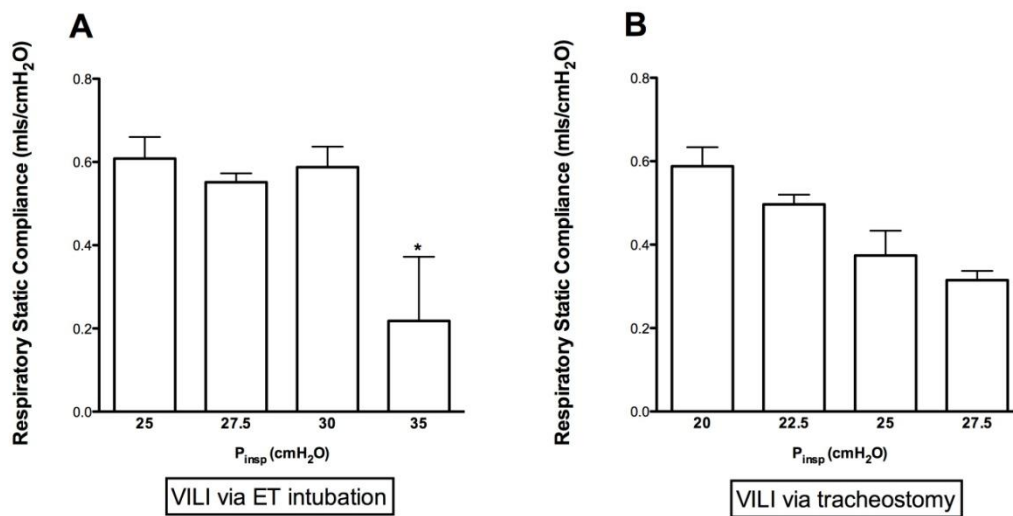 A
Respiratory Static Compliance (mls/cmH₂O)
0.8
0.6
0.4
0.2
0.0
*
25 27.5 30 35
Pinsp (cmH₂O)
VILI via ET intubation
B
Respiratory Static Compliance (mls/cmH₂O)
0.8
0.6
0.4
0.2
0.0
20 22.5 25 27.5
Pinsp (cmH₂O)
VILI via tracheostomy